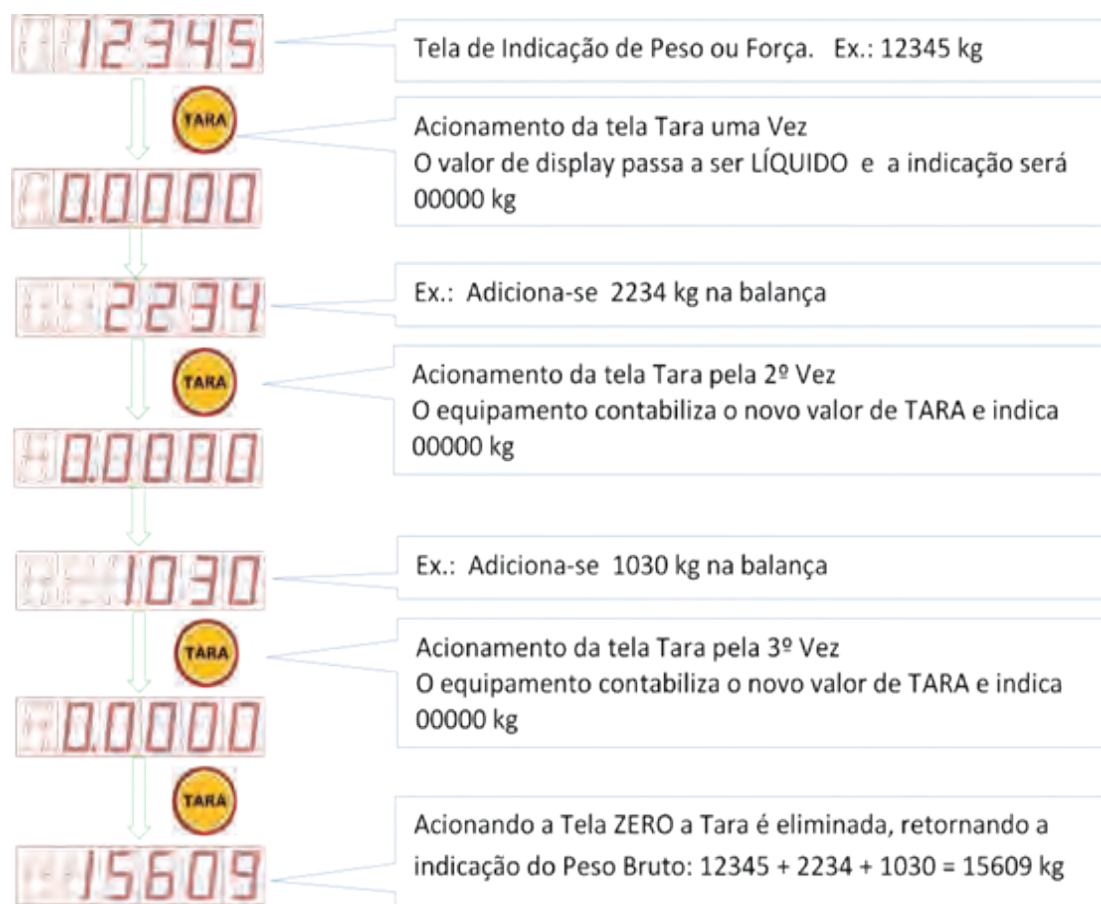 12345
Tela de Indicação de Peso ou Força. Ex.: 12345 kg
TARA
Acionamento da tela Tara uma Vez
O valor de display passa a ser LÍQUIDO e a indicação será
00000 kg
0.0000
2234
Ex.: Adiciona-se 2234 kg na balança
TARA
Acionamento da tela Tara pela 2º Vez
O equipamento contabiliza o novo valor de TARA e indica
00000 kg
0.0000
1030
Ex.: Adiciona-se 1030 kg na balança
TARA
Acionamento da tela Tara pela 3º Vez
O equipamento contabiliza o novo valor de TARA e indica
00000 kg
0.0000
TARA
Acionando a Tela ZERO a Tara é eliminada, retornando a
indicação do Peso Bruto: 12345 + 2234 + 1030 = 15609 kg
15609